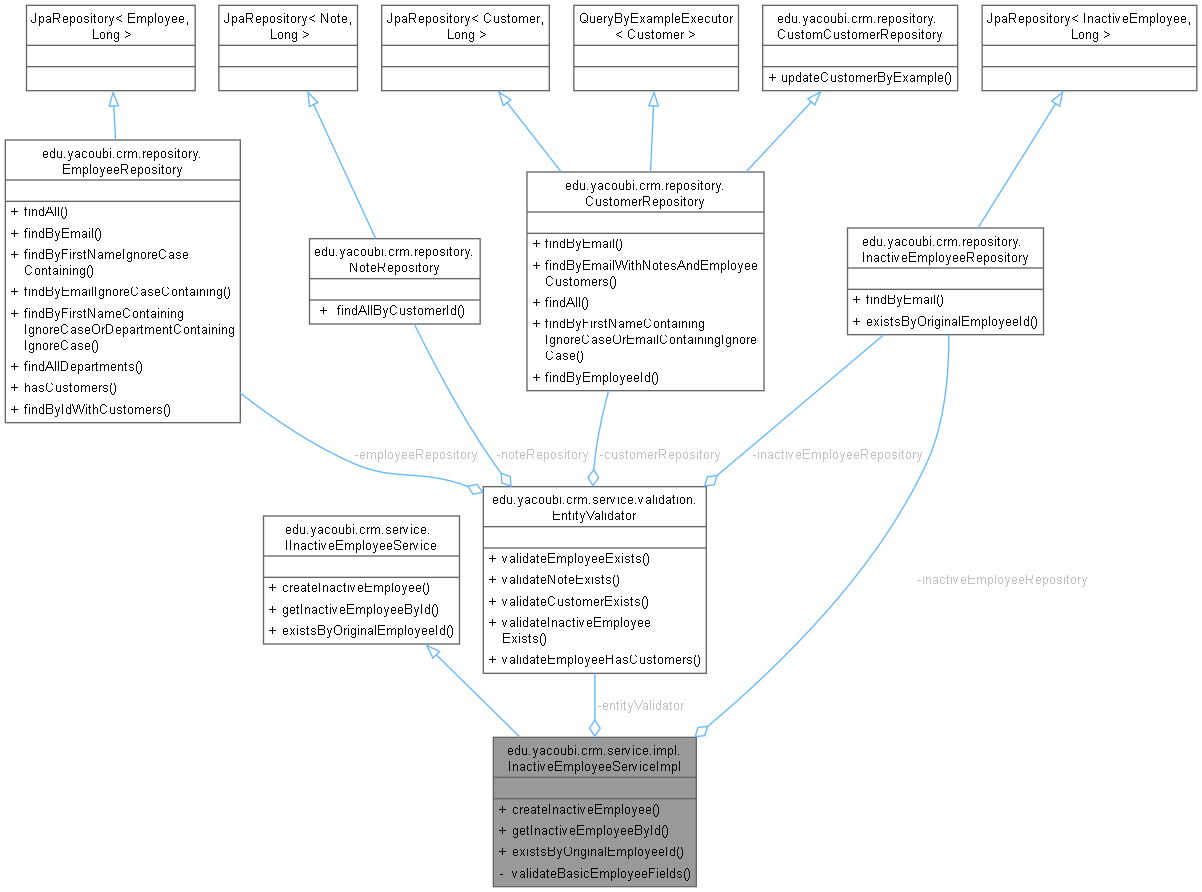 JpaRepository< Employee,
Long >
JpaRepository< Note,
Long >
JpaRepository< Customer,
Long >
QueryByExampleExecutor
< Customer >
edu.yacoubi.crm.repository.
CustomCustomerRepository
+ updateCustomerByExample()
JpaRepository< InactiveEmployee,
Long >
edu.yacoubi.crm.repository.
EmployeeRepository
+ findAll()
+ findByEmail()
+ findByFirstNameIgnoreCase
Containing()
+ findByEmailIgnoreCaseContaining()
+ findByFirstNameContaining
IgnoreCaseOrDepartmentContaining
IgnoreCase()
+ findAllDepartments()
+ hasCustomers()
+ findByIdWithCustomers()
edu.yacoubi.crm.repository.
NoteRepository
+ findAllByCustomerId()
edu.yacoubi.crm.repository.
CustomerRepository
+ findByEmail()
+ findByEmailWithNotesAndEmployee
Customers()
+ findAll()
+ findByFirstNameContaining
IgnoreCaseOrEmailContainingIgnore
Case()
+ findByEmployeeId()
edu.yacoubi.crm.repository.
InactiveEmployeeRepository
+ findByEmail()
+ existsByOriginalEmployeeId()
-employeeRepository
-noteRepository
-customerRepository
-inactiveEmployeeRepository
edu.yacoubi.crm.service.
IInactiveEmployeeService
+ createInactiveEmployee()
+ getInactiveEmployeeById()
+ existsByOriginalEmployeeId()
edu.yacoubi.crm.service.validation.
EntityValidator
+ validateEmployeeExists()
+ validateNoteExists()
+ validateCustomerExists()
+ validateInactiveEmployee
Exists()
+ validateEmployeeHasCustomers()
-inactiveEmployeeRepository
-entityValidator
edu.yacoubi.crm.service.impl.
InactiveEmployeeServiceImpl
+ createInactiveEmployee()
+ getInactiveEmployeeById()
+ existsByOriginalEmployeeId()
- validateBasicEmployeeFields()